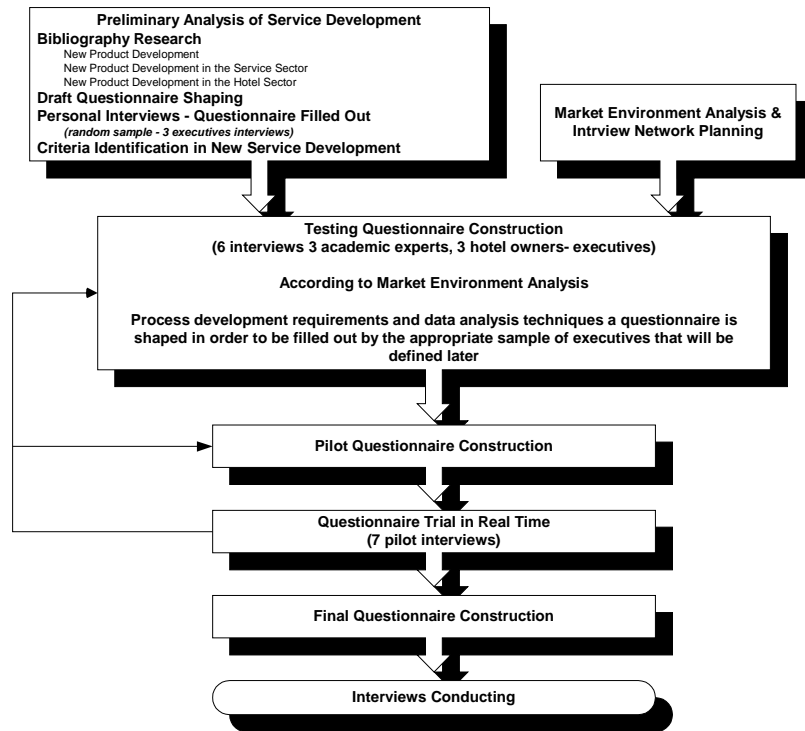 Preliminary Analysis of Service Development
Bibliography Research
New Product Development
New Product Development in the Service Sector
New Product Development in the Hotel Sector
Draft Questionnaire Shaping
Personal Interviews - Questionnaire Filled Out
(random sample - 3 executives interviews)
Criteria Identification in New Service Development
Market Environment Analysis &
Intrview Network Planning
Testing Questionnaire Construction
(6 interviews 3 academic experts, 3 hotel owners- executives)
According to Market Environment Analysis
Process development requirements and data analysis techniques a questionnaire is
shaped in order to be filled out by the appropriate sample of executives that will be
defined later
Pilot Questionnaire Construction
Questionnaire Trial in Real Time
(7 pilot interviews)
Final Questionnaire Construction
Interviews Conducting